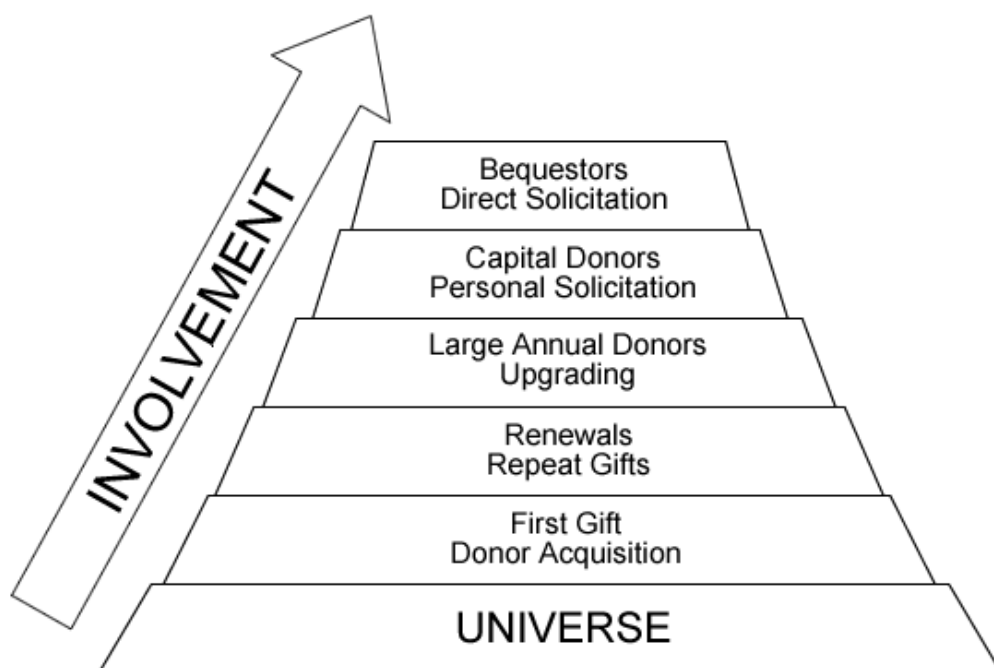 INVOLVEMENT
Bequestors
Direct Solicitation
Capital Donors
Personal Solicitation
Large Annual Donors
Upgrading
Renewals
Repeat Gifts
First Gift
Donor Acquisition
UNIVERSE